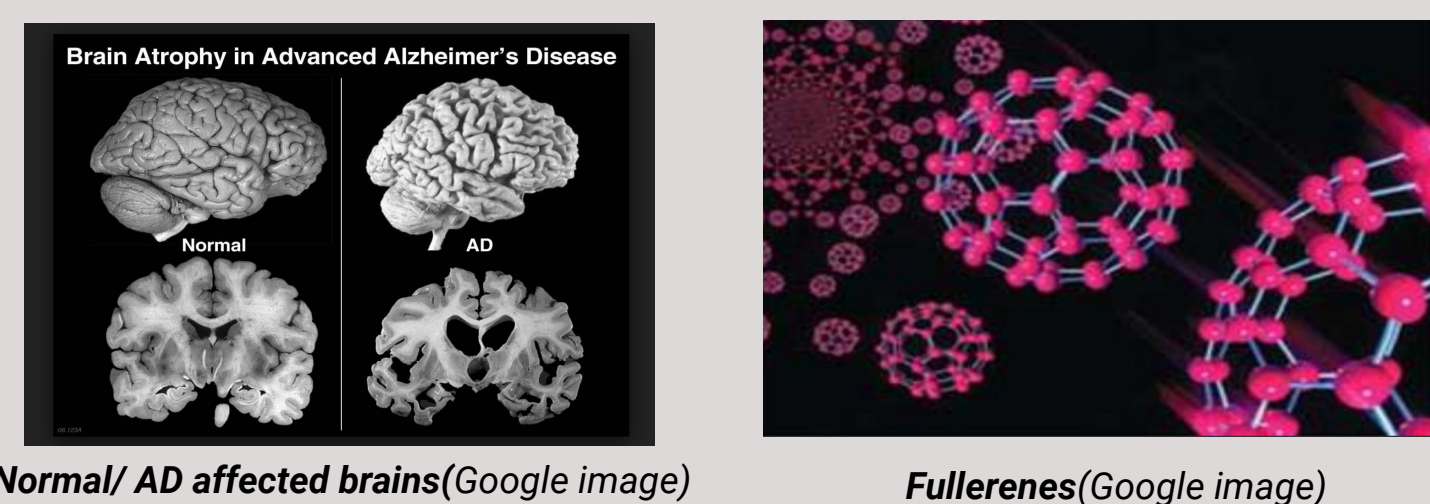 Brain Atrophy in Advanced Alzheimer's Disease
Normal
AD
Normal/ AD affected brains(Google image)
Fullerenes(Google image)